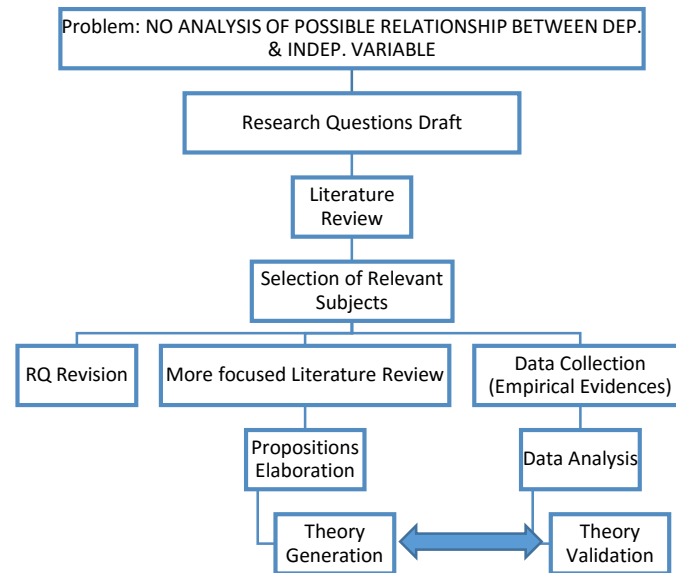 Problem: NO ANALYSIS OF POSSIBLE RELATIONSHIP BETWEEN DEP.
& INDEP. VARIABLE
Research Questions Draft
Literature
Review
Selection of Relevant
Subjects
RQ Revision
More focused Literature Review
Data Collection
(Empirical Evidences)
Propositions
Elaboration
Data Analysis
Theory
Generation
Theory
Validation